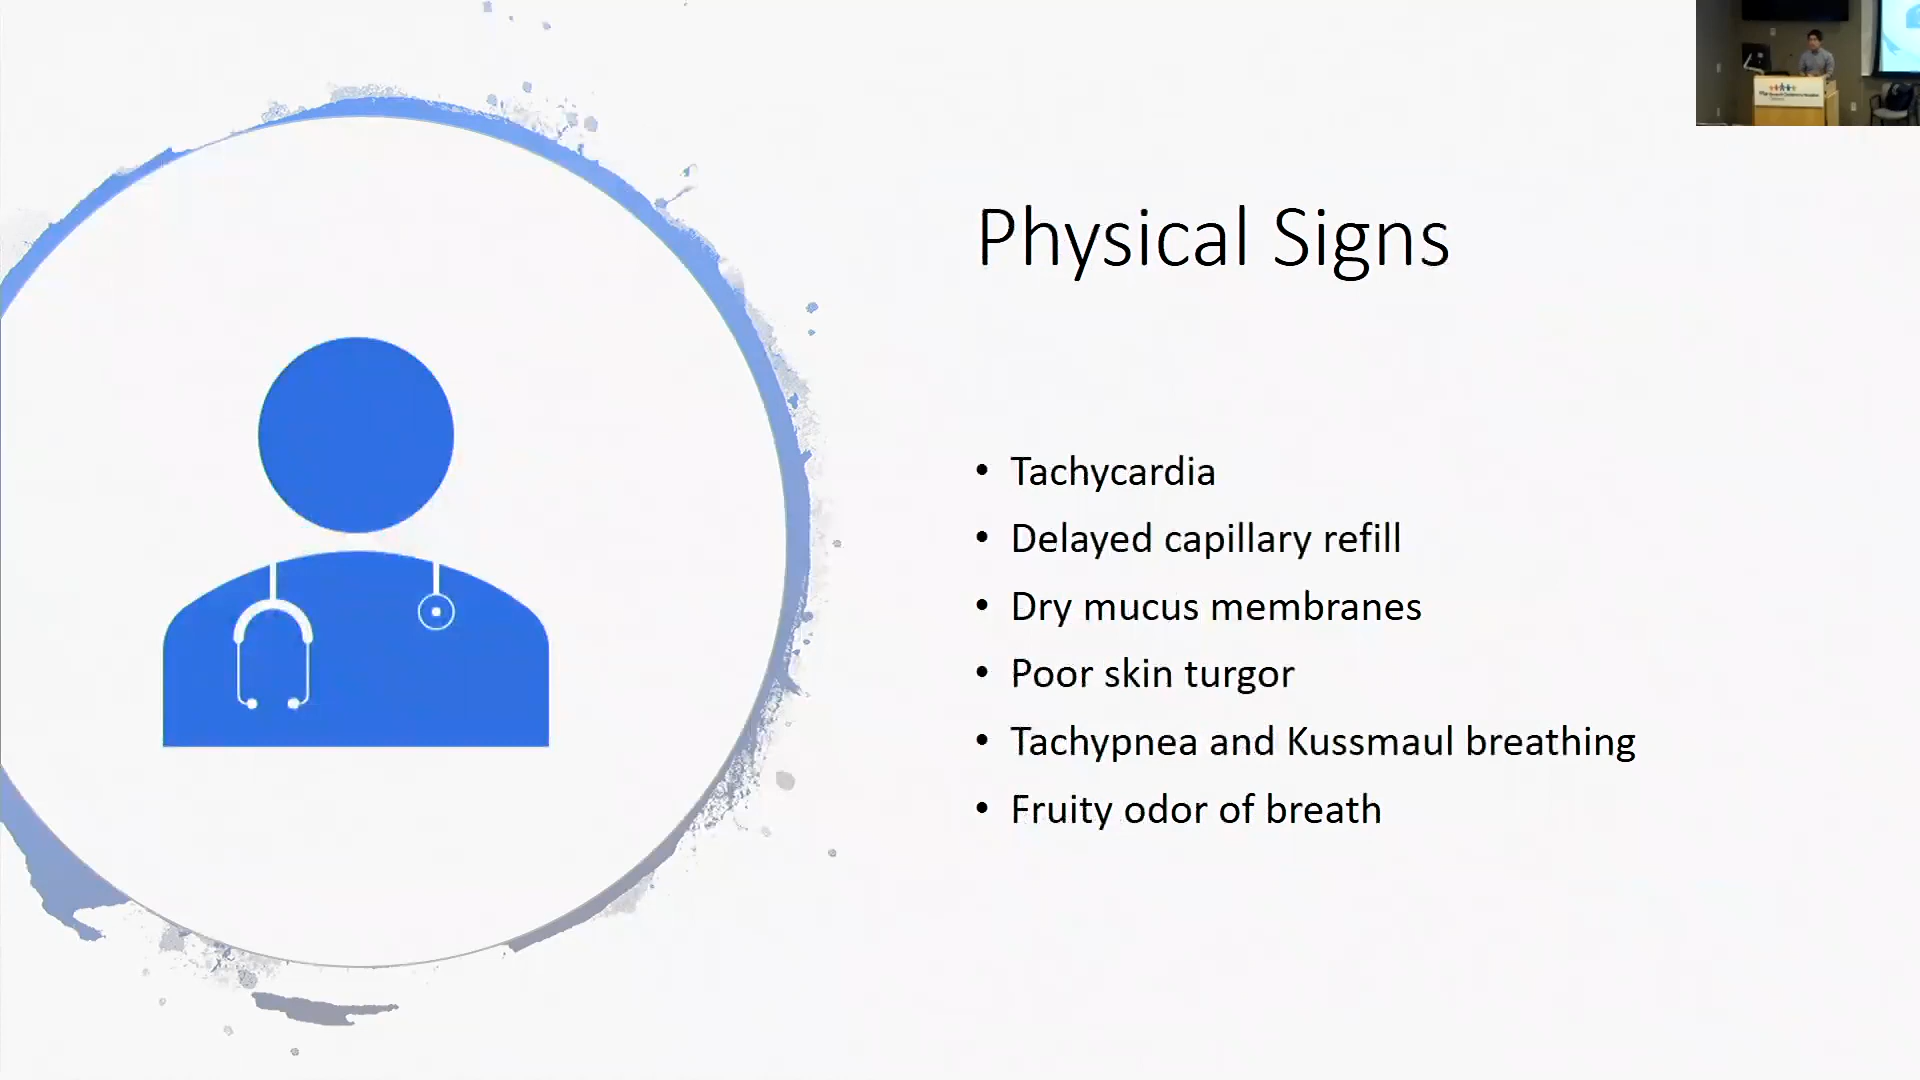 Physical Signs
• Tachycardia
• Delayed capillary refill
• Dry mucus membranes
• Poor skin turgor
• Tachypnea and Kussmaul breathing
• Fruity odor of breath